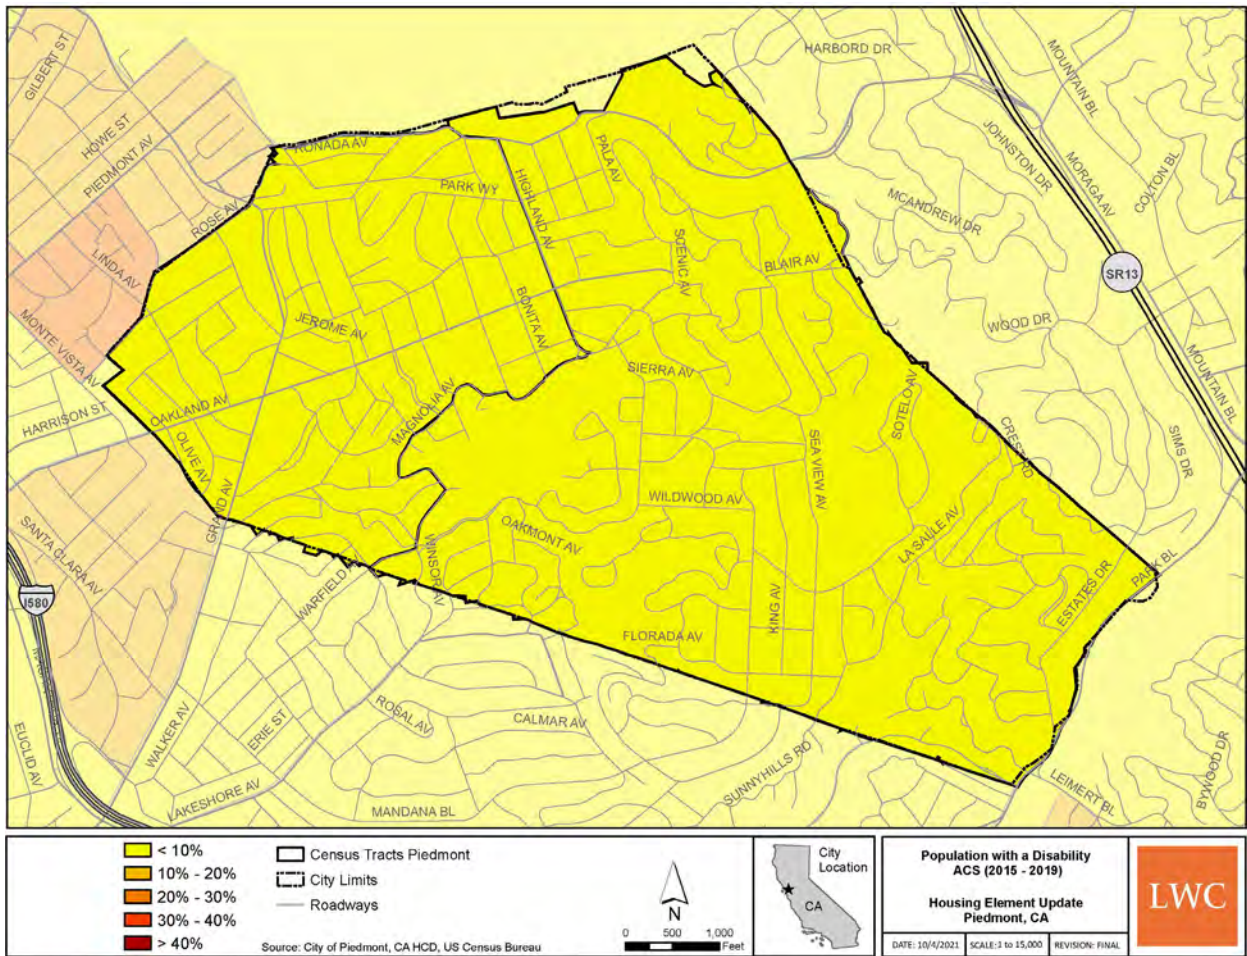 GILBERT ST
HOWE ST
PIEDMONT AV
ROSE AV
LINDA AV
MONTE VISTA AV
HARRISON ST
OAKLAND AV
OLIVE AV
GRAND AV
SANTA CLARA AV
I580
EUCLID AV
WALKER AV
ERIE ST
LAKESHORE AV
ROSAL AV
CALMAR AV
MANDANA BL
WARFIELD
WINSOR AV
OAKMONT AV
FLORADA AV
SUNNYHILLS RD
RONADA AV
PARK WY
HIGHLAND AV
BONITA AV
JEROME AV
MAGNOLIA AV
PALA AV
SCENIC AV
BLAIR AV
SIERRA AV
SEA VIEW AV
WILDWOOD AV
KING AV
LA SALLE AV
SOTELO AV
CREST RD
ESTATES DR
PARK BL
LEIMERT BL
BYWOOD DR
SIMS DR
WOOD DR
MCANDREW DR
JOHNSTON DR
HARBORD DR
MOUNTAIN BL
MORAGA AV
COLTON BL
SR13
MOUNTAIN BL
< 10%
10% - 20%
20% - 30%
30% - 40%
> 40%
Census Tracts Piedmont
City Limits
Roadways
Source: City of Piedmont, CA HCD, US Census Bureau
N
0 500 1,000
Feet
City
Location
CA
Population with a Disability
ACS (2015 - 2019)
Housing Element Update
Piedmont, CA
DATE: 10/4/2021 SCALE:1 to 15,000 REVISION: FINAL
LWC